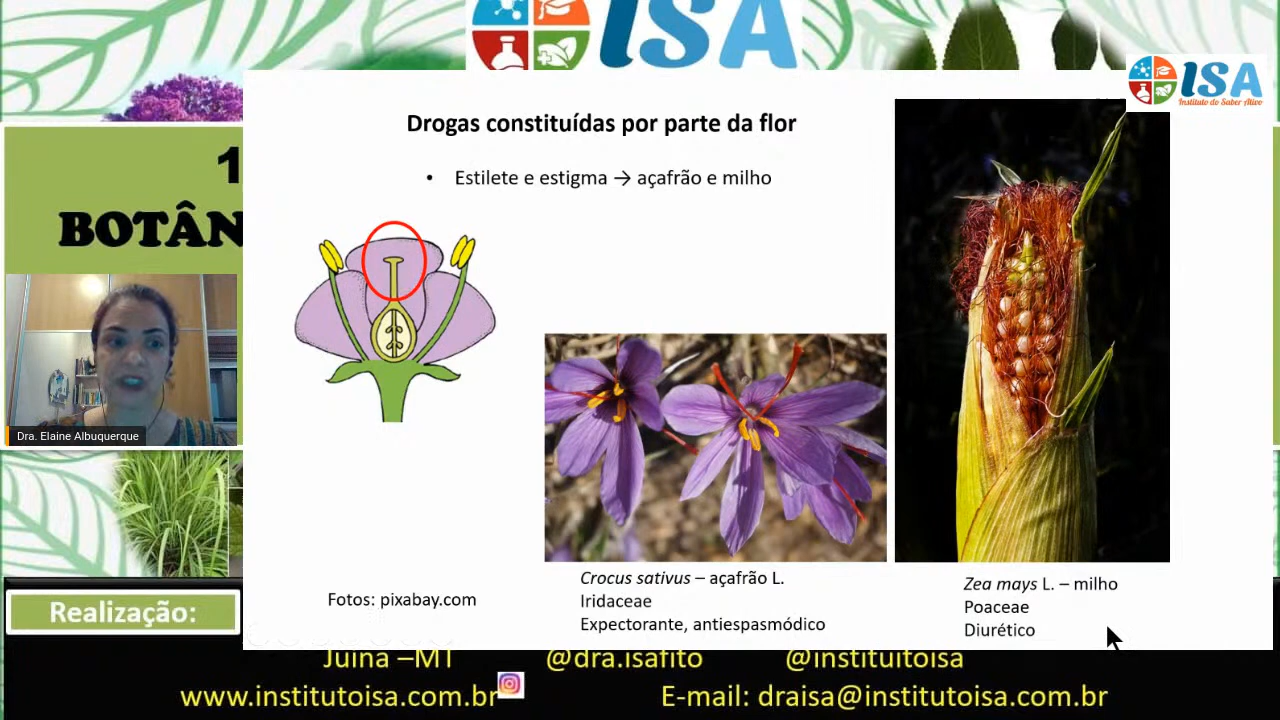 ISA
ISA
Instituto do Saber Ativo
Drogas constituídas por parte da flor
• Estilete e estigma → açafrão e milho
1
BOTÂN
Dra. Elaine Albuquerque
Crocus sativus – açafrão L.
Iridaceae
Expectorante, antiespasmódico
Zea mays L. – milho
Poaceae
Diurético
Fotos: pixabay.com
Realização:
Juína –MT @dra.isafito @instituitoisa
www.institutoisa.com.br E-mail: draisa@institutoisa.com.br